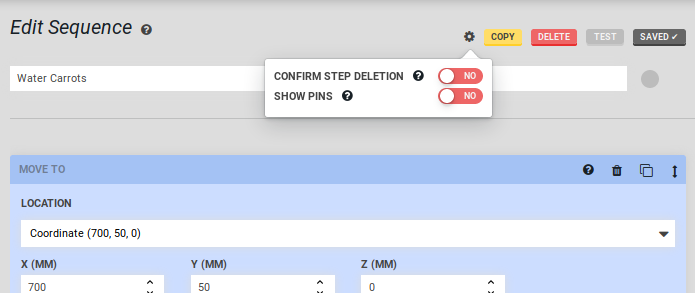 Edit Sequence
COPY DELETE TEST SAVED ✔
CONFIRM STEP DELETION NO
SHOW PINS NO
Water Carrots
MOVE TO
LOCATION
Coordinate (700, 50, 0)
X (MM) Y (MM) Z (MM)
700 50 0